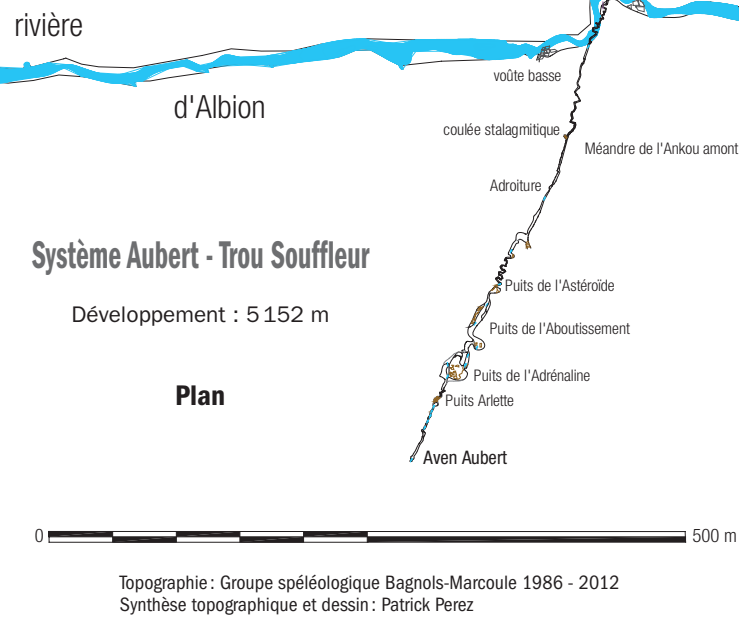 rivière
voûte basse
d'Albion
coulée stalagmitique
Méandre de l'Ankou amont
Adroiture
Système Aubert - Trou Souffleur
Puits de l'Astéroïde
Développement : 5 152 m
Puits de l'Aboutissement
Puits de l'Adrénaline
Plan
Puits Arlette
Aven Aubert
0
500 m
Topographie : Groupe spéléologique Bagnols-Marcoule 1986 - 2012
Synthèse topographique et dessin : Patrick Perez